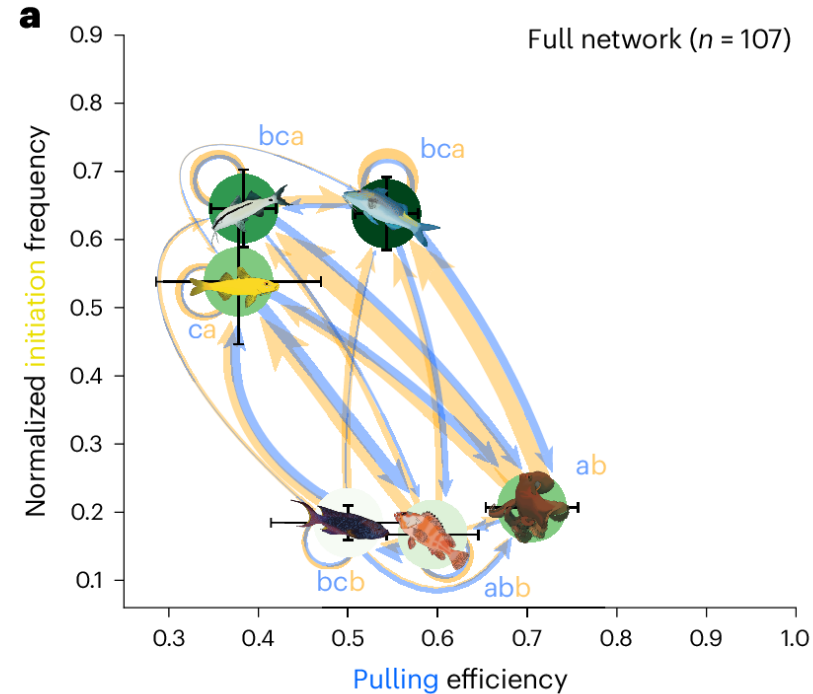 a
Full network (n = 107)
Normalized initiation frequency
0.9
0.8
0.7
0.6
0.5
0.4
0.3
0.2
0.1
bca
bca
ca
ab
bcb
abb
0.3 0.4 0.5 0.6 0.7 0.8 0.9 1.0
Pulling efficiency